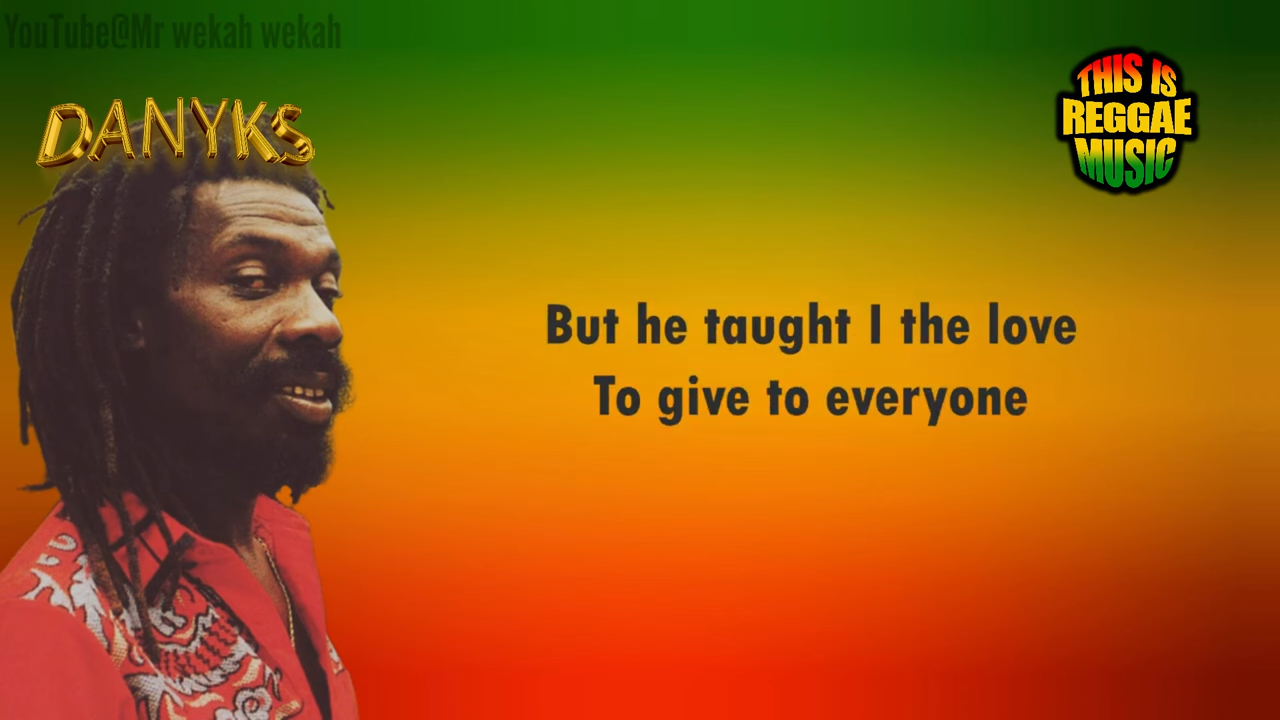 YouTube@Mr wekah wekah
DANYKS
THIS IS
REGGAE
MUSIC
But he taught I the love
To give to everyone